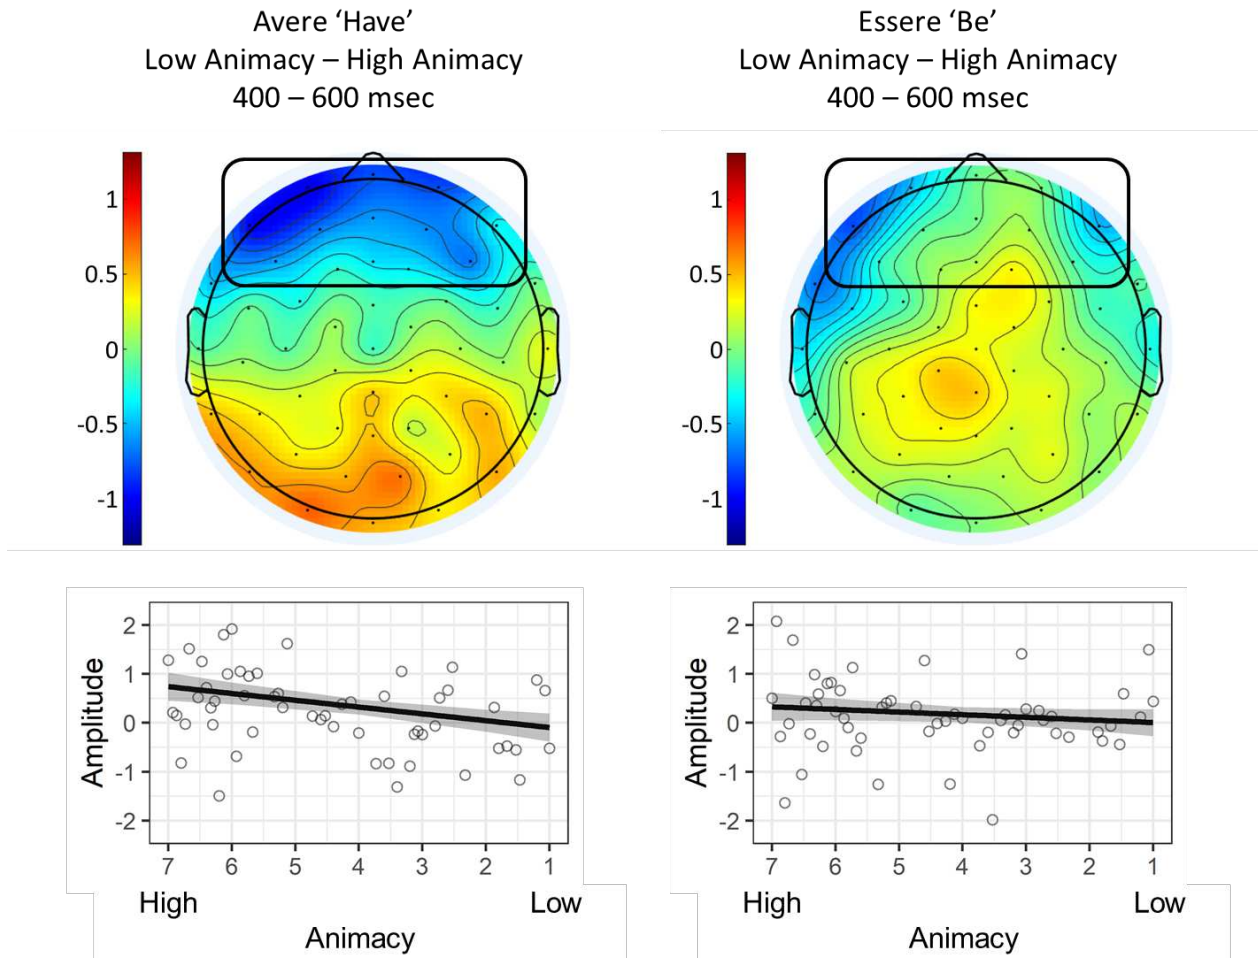 Avere ‘Have’
Low Animacy – High Animacy
400 – 600 msec
Essere ‘Be’
Low Animacy – High Animacy
400 – 600 msec
1
0.5
0
-0.5
-1
1
0.5
0
-0.5
-1
Amplitude
2
1
0
-1
-2
7 6 5 4 3 2 1
High Low
Animacy
Amplitude
2
1
0
-1
-2
7 6 5 4 3 2 1
High Low
Animacy